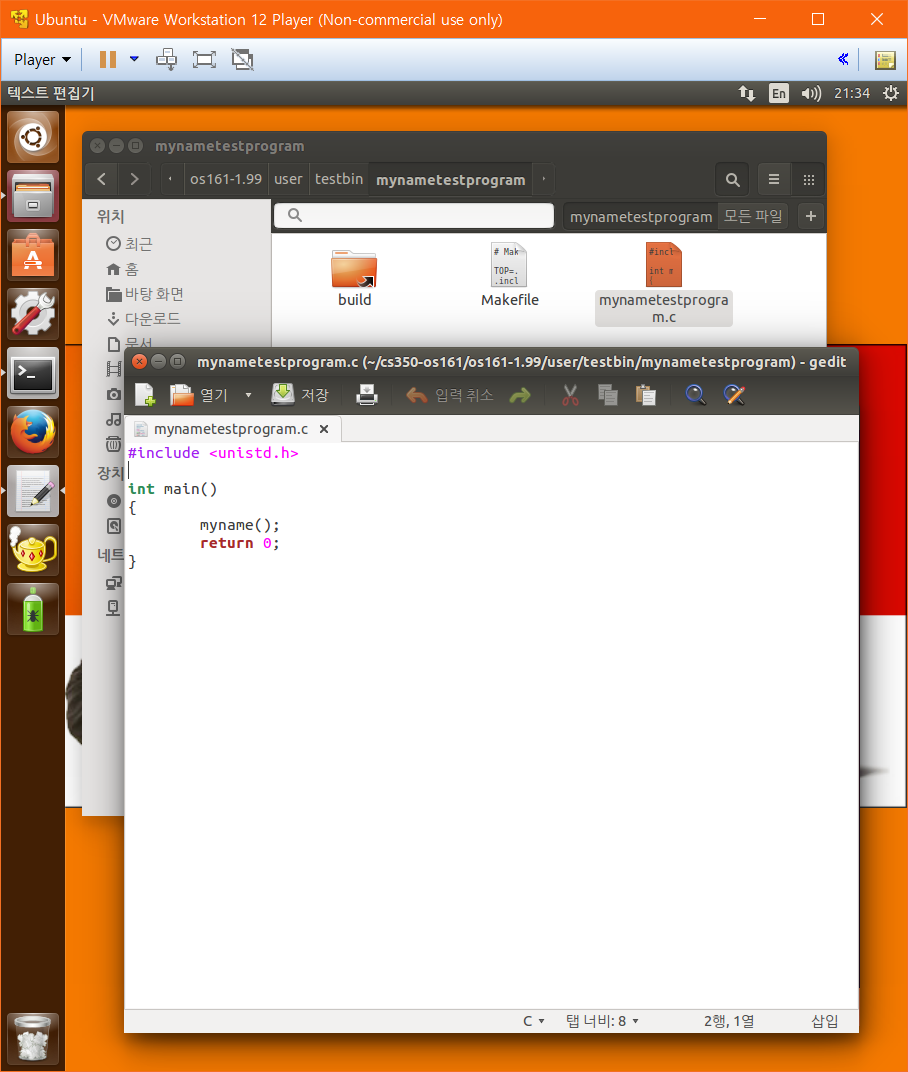 Ubuntu - VMware Workstation 12 Player (Non-commercial use only)
Player
텍스트 편집기
En
21:34
mynametestprogram
os161-1.99
user
testbin
mynametestprogram
위치
mynametestprogram
모든 파일
최근
홈
바탕 화면
다운로드
문서
# Mak
TOP=.
.incl
#incl
int m
{
build
Makefile
mynametestprogra
m.c
mynametestprogram.c (~/cs350-os161/os161-1.99/user/testbin/mynametestprogram) - gedit
열기
저장
입력 취소
mynametestprogram.c
#include <unistd.h>
int main()
{
myname();
return 0;
}
장치
네트
C
탭 너비: 8
2행, 1열
삽입